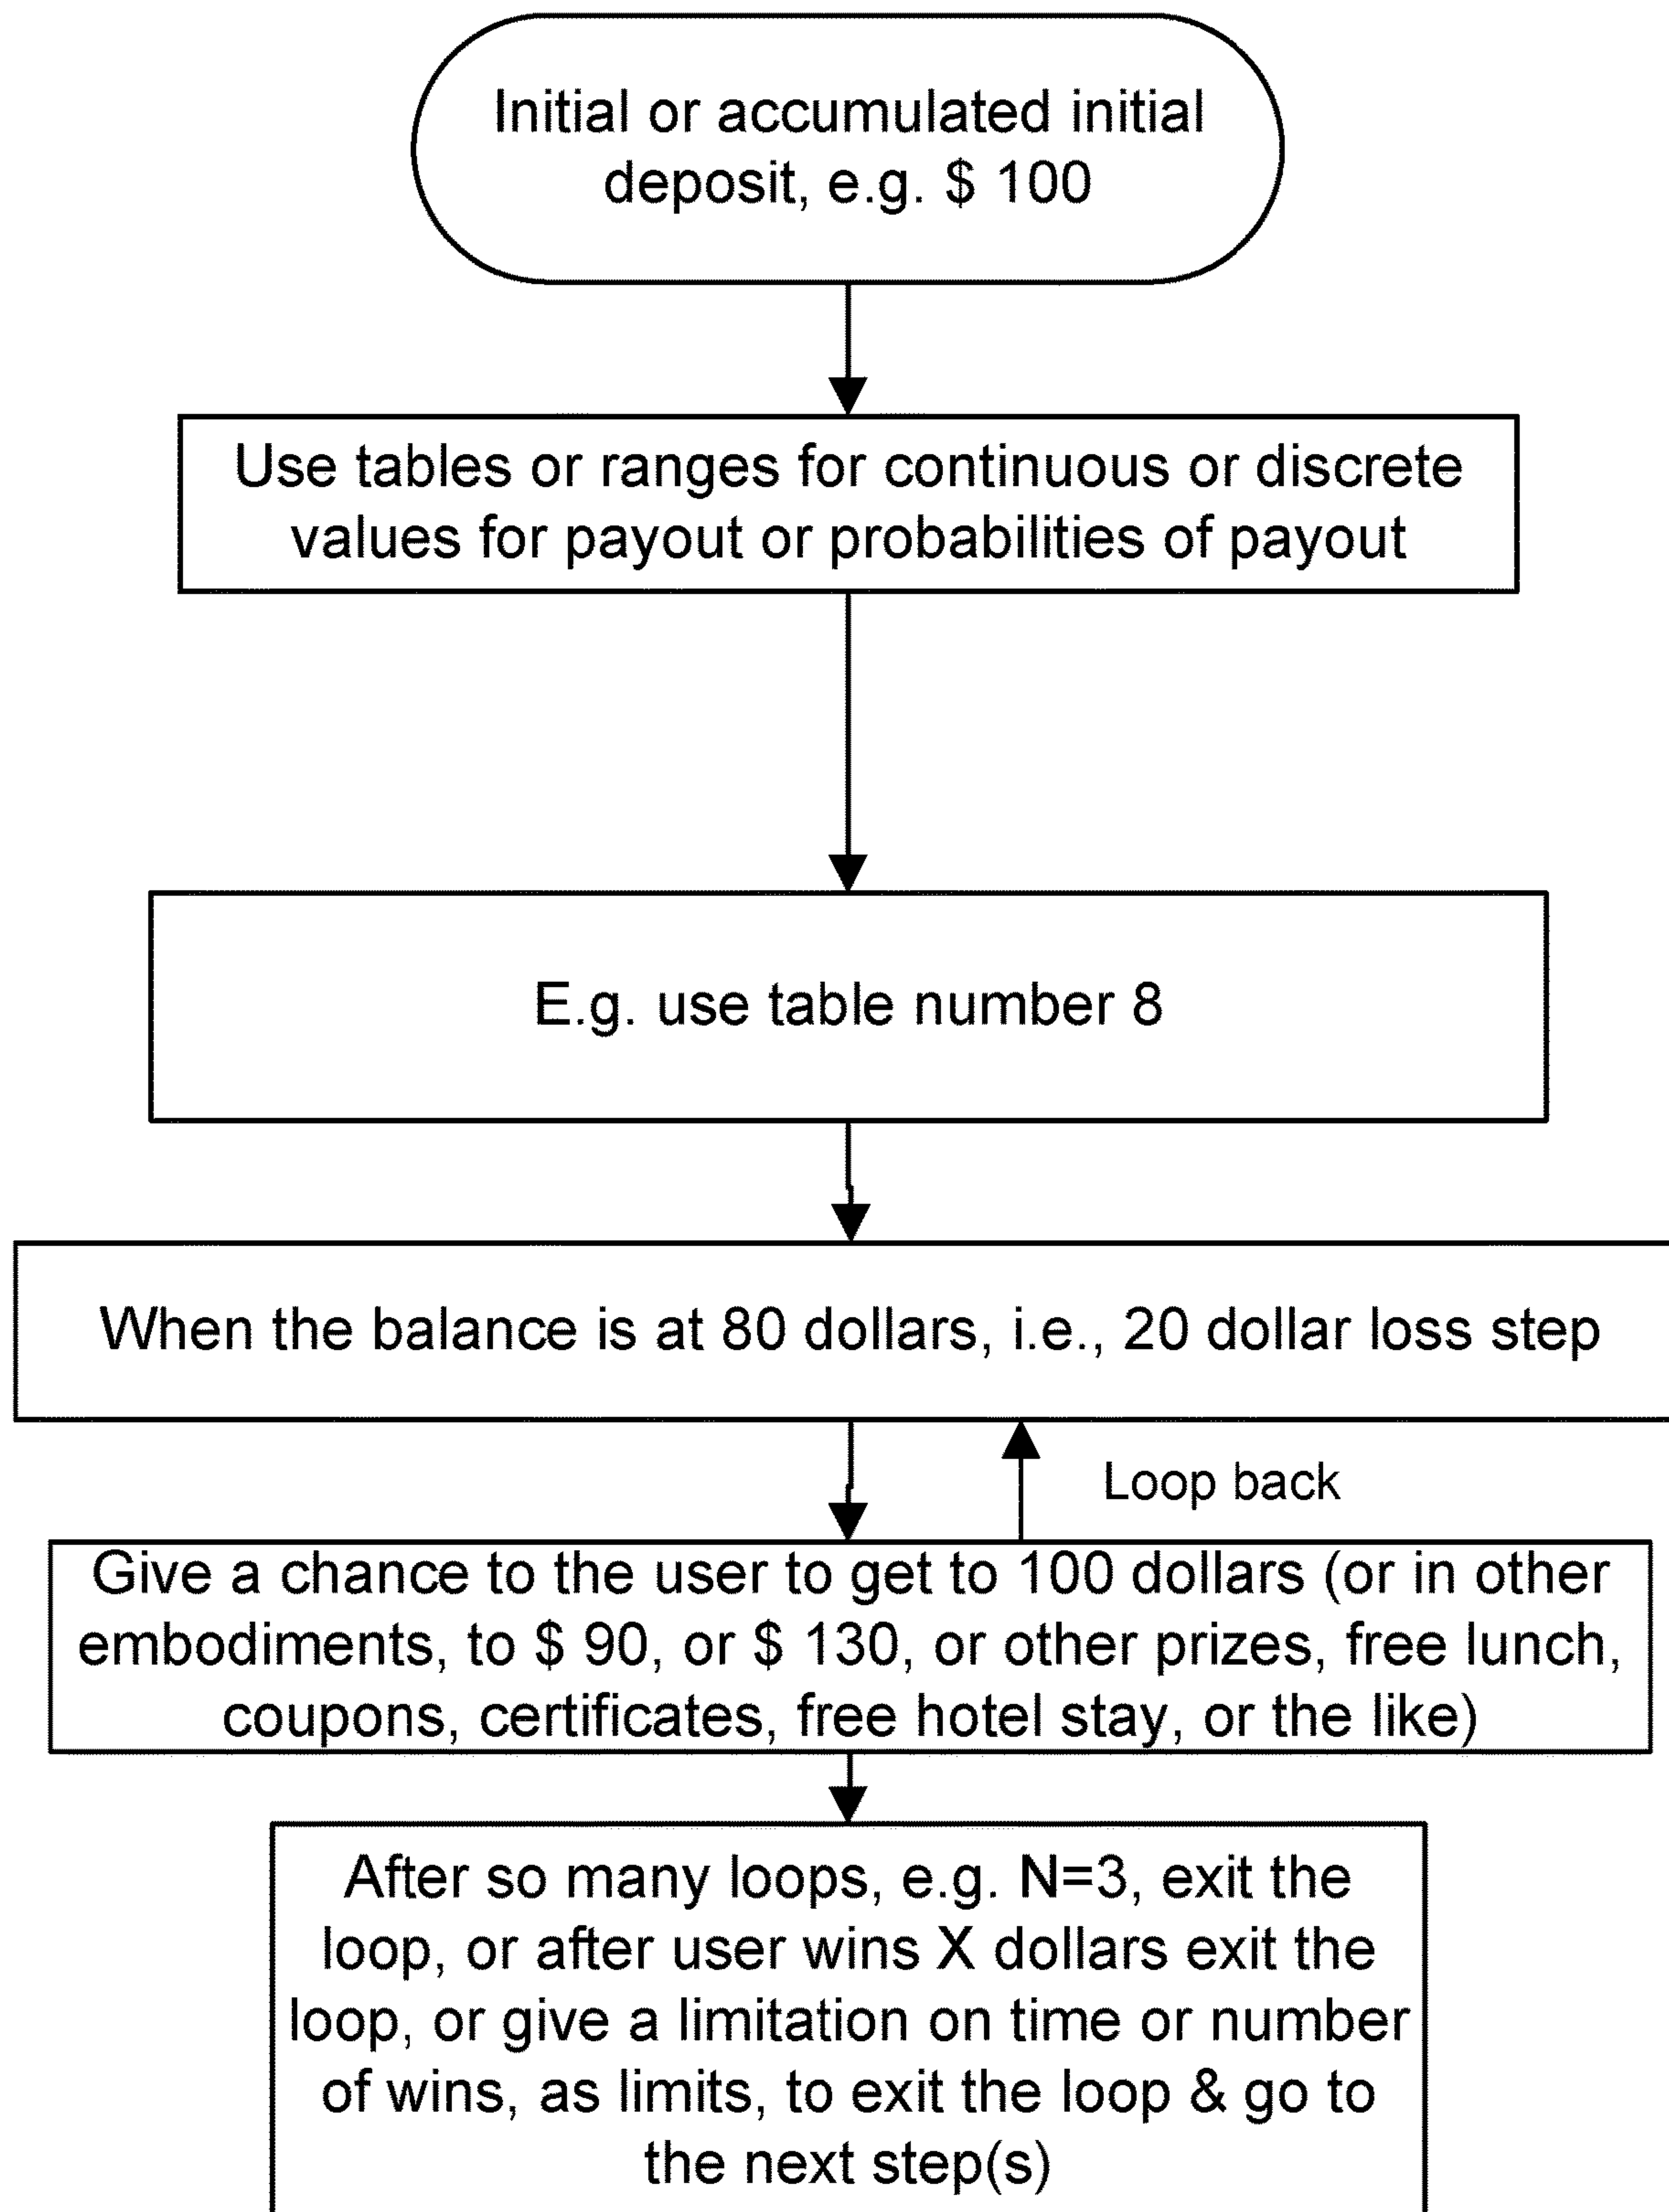 Initial or accumulated initial
deposit, e.g. $ 100
Use tables or ranges for continuous or discrete
values for payout or probabilities of payout
E.g. use table number 8
When the balance is at 80 dollars, i.e., 20 dollar loss step
Loop back
Give a chance to the user to get to 100 dollars (or in other
embodiments, to $ 90, or $ 130, or other prizes, free lunch,
coupons, certificates, free hotel stay, or the like)
After so many loops, e.g. N=3, exit the
loop, or after user wins X dollars exit the
loop, or give a limitation on time or number
of wins, as limits, to exit the loop & go to
the next step(s)